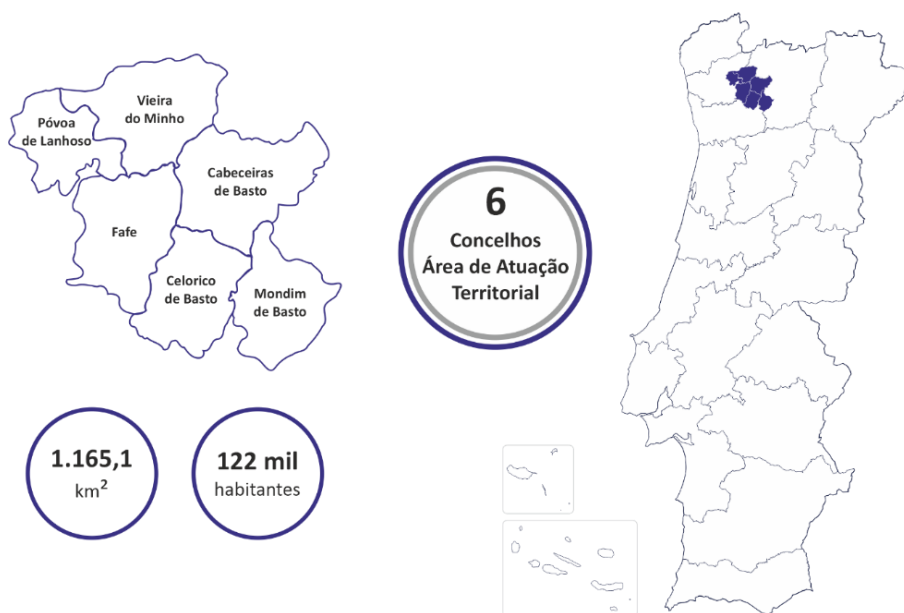 Vieira
do Minho
Póvoa
de Lanhoso
Cabeceiras
de Basto
Fafe
Celorico
de Basto
Mondim
de Basto
6
Concelhos
Área de Atuação
Territorial
1.165,1
km²
122 mil
habitantes